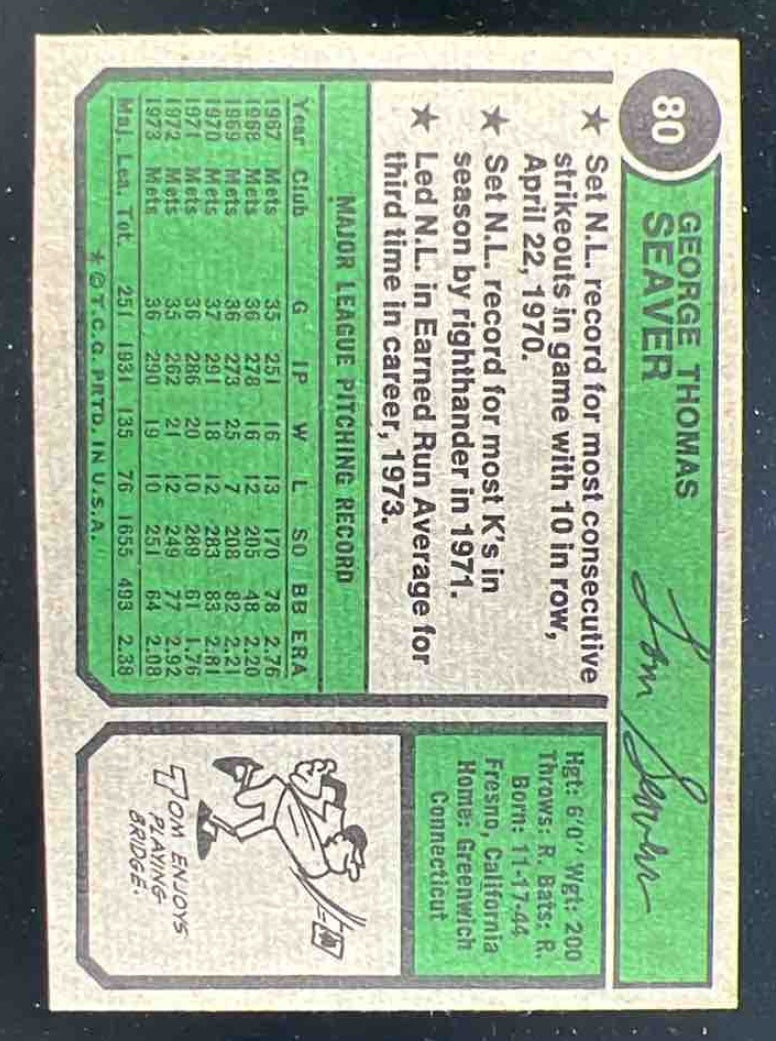 80
GEORGE THOMAS
SEAVER
Tom Seaver
★ Set N.L. record for most consecutive
strikeouts in game with 10 in row,
April 22, 1970.
★ Set N.L. record for most K's in
season by righthander in 1971.
★ Led N.L. in Earned Run Average for
third time in career, 1973.
Hgt: 6'0" Wgt: 200
Throws: R. Bats: R.
Born: 11-17-44
Fresno, California
Home: Greenwich
Connecticut
MAJOR LEAGUE PITCHING RECORD
Year Club G IP W L SO BB ERA
1967 Mets 35 251 16 13 170 78 2.76
1968 Mets 36 278 16 12 205 48 2.20
1969 Mets 36 273 25 7 208 82 2.21
1970 Mets 37 291 18 12 283 83 2.81
1971 Mets 36 286 20 10 289 61 1.76
1972 Mets 35 262 21 12 249 77 2.92
1973 Mets 36 290 19 10 251 64 2.08
Maj. Lea. Tot. 251 1931 135 76 1655 493 2.38
* © T.C.G. PRTD. IN U.S.A.
TOM ENJOYS
PLAYING
BRIDGE.